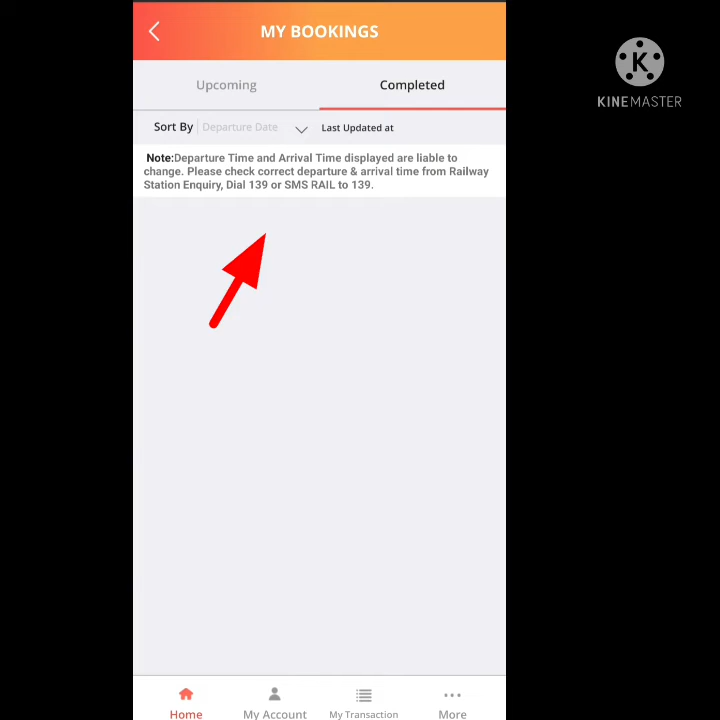 MY BOOKINGS
Upcoming
Completed
Sort By
Departure Date
Last Updated at
Note:Departure Time and Arrival Time displayed are liable to
change. Please check correct departure & arrival time from Railway
Station Enquiry, Dial 139 or SMS RAIL to 139.
Home
My Account
My Transaction
More
K
KINEMASTER